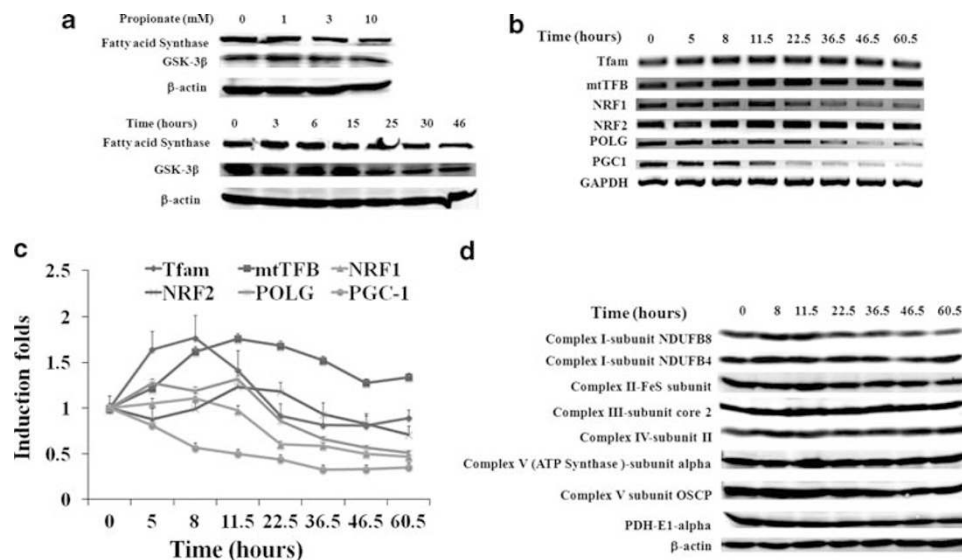 a
Propionate (mM) 0 1 3 10
Fatty acid Synthase
GSK-3β
β-actin
Time (hours) 0 3 6 15 25 30 46
Fatty acid Synthase
GSK-3β
β-actin
b
Time (hours) 0 5 8 11.5 22.5 36.5 46.5 60.5
Tfam
mtTFB
NRF1
NRF2
POLG
PGC1
GAPDH
c
Tfam mtTFB NRF1
NRF2 POLG PGC-1
Induction folds
2.5
2
1.5
1
0.5
0
0 5 8 11.5 22.5 36.5 46.5 60.5
Time (hours)
d
Time (hours) 0 8 11.5 22.5 36.5 46.5 60.5
Complex I-subunit NDUFB8
Complex I-subunit NDUFB4
Complex II-FeS subunit
Complex III-subunit core 2
Complex IV-subunit II
Complex V (ATP Synthase)-subunit alpha
Complex V subunit OSCP
PDH-E1-alpha
β-actin